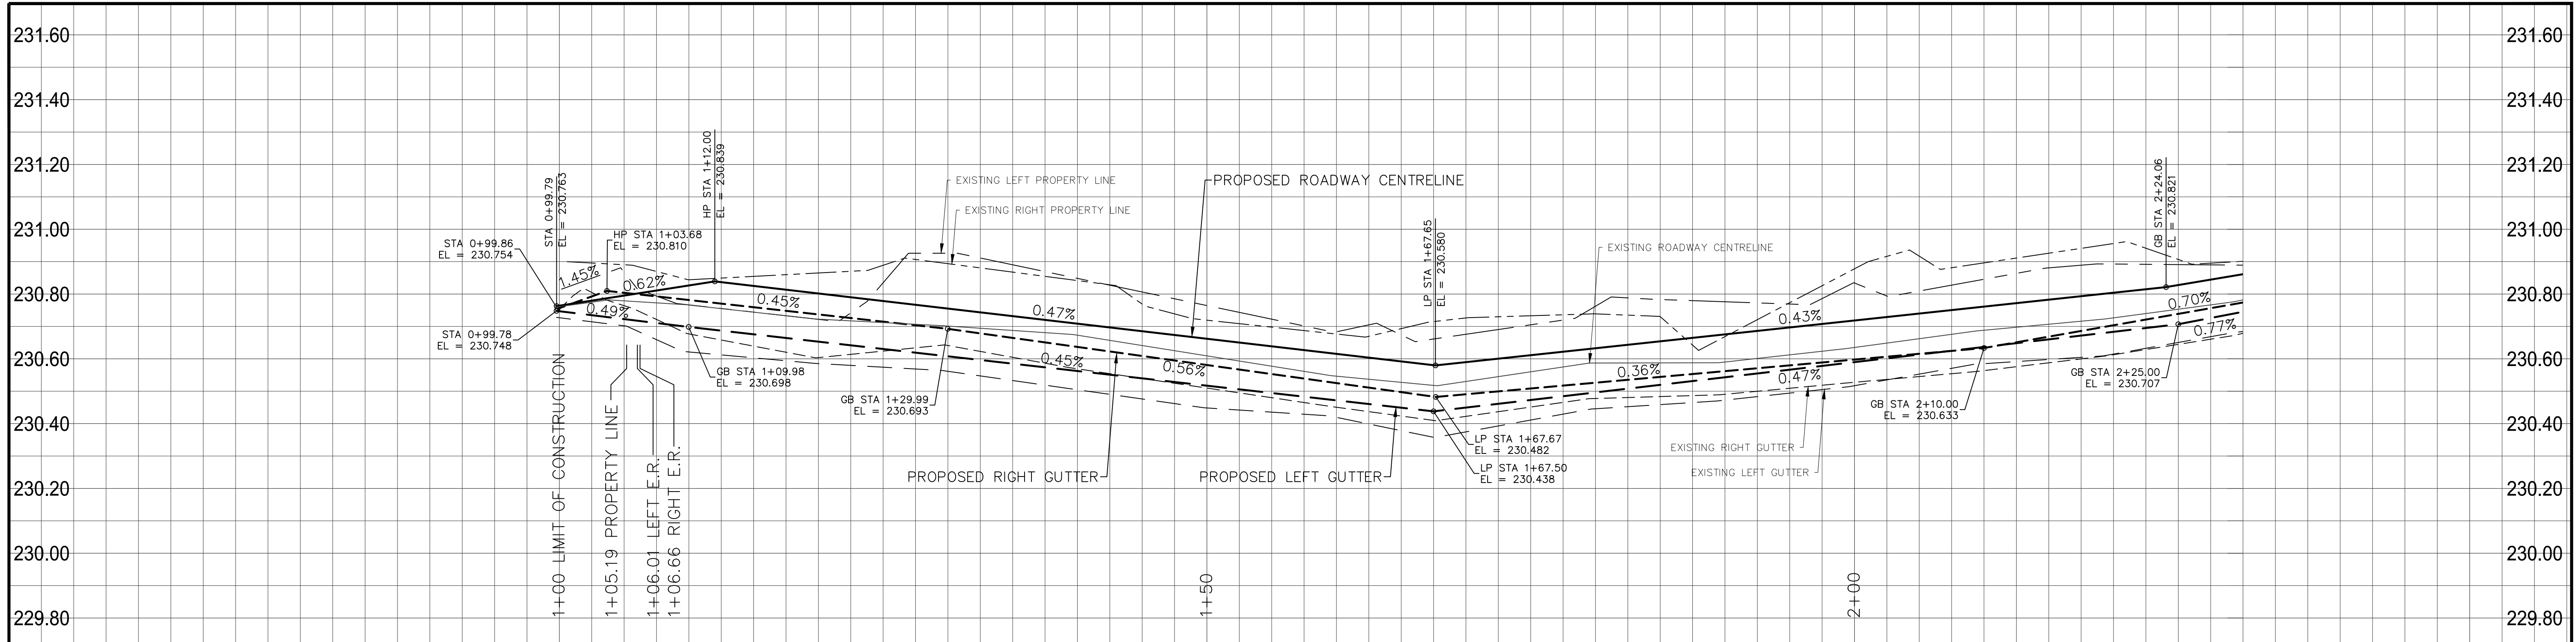 231.60
231.60
231.40
231.40
231.20
231.20
231.00
231.00
230.80
230.80
230.60
230.60
230.40
230.40
230.20
230.20
230.00
230.00
229.80
229.80
STA 0+99.86
EL = 230.754
STA 0+99.79
EL = 230.763
HP STA 1+03.68
EL = 230.810
HP STA 1+12.00
EL = 230.839
EXISTING LEFT PROPERTY LINE
EXISTING RIGHT PROPERTY LINE
PROPOSED ROADWAY CENTRELINE
LP STA 1+67.65
EL = 230.580
EXISTING ROADWAY CENTRELINE
GB STA 2+24.06
EL = 230.821
1.45%
0.62%
0.49%
0.45%
0.47%
0.43%
0.70%
0.77%
STA 0+99.78
EL = 230.748
GB STA 1+09.98
EL = 230.698
GB STA 1+29.99
EL = 230.693
0.45%
0.56%
0.36%
0.47%
GB STA 2+10.00
EL = 230.633
GB STA 2+25.00
EL = 230.707
LP STA 1+67.67
EL = 230.482
LP STA 1+67.50
EL = 230.438
PROPOSED RIGHT GUTTER
PROPOSED LEFT GUTTER
EXISTING RIGHT GUTTER
EXISTING LEFT GUTTER
1+00 LIMIT OF CONSTRUCTION
1+05.19 PROPERTY LINE
1+06.01 LEFT E.R.
1+06.66 RIGHT E.R.
1+50
2+00